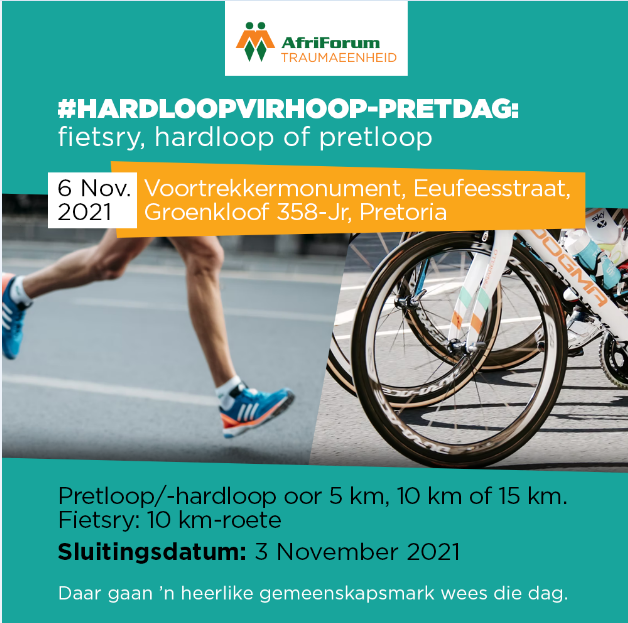 AfriForum
TRAUMAEENHEID
#HARDLOOPVIRHOOP-PRETDAG:
fietsry, hardloop of pretloop
6 Nov.
2021
Voortrekkermonument, Eeufeesstraat,
Groenkloof 358-Jr, Pretoria
SKY
DOGMA
Pretloop/-hardloop oor 5 km, 10 km of 15 km.
Fietsry: 10 km-roete
Sluitingsdatum: 3 November 2021
Daar gaan 'n heerlike gemeenskapsmark wees die dag.